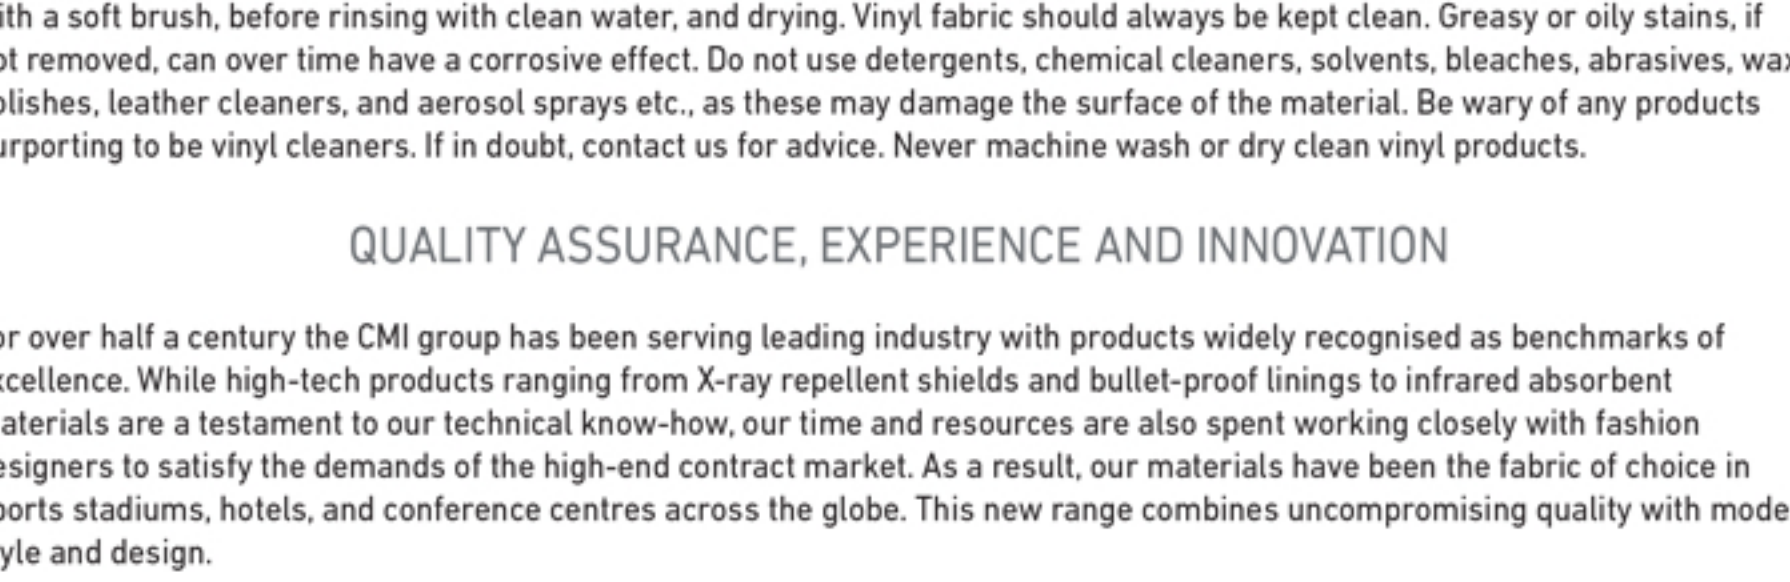 ith a soft brush, before rinsing with clean water, and drying. Vinyl fabric should always be kept clean. Greasy or oily stains, if
ot removed, can over time have a corrosive effect. Do not use detergents, chemical cleaners, solvents, bleaches, abrasives, wax
olishes, leather cleaners, and aerosol sprays etc., as these may damage the surface of the material. Be wary of any products
urporting to be vinyl cleaners. If in doubt, contact us for advice. Never machine wash or dry clean vinyl products.
QUALITY ASSURANCE, EXPERIENCE AND INNOVATION
or over half a century the CMI group has been serving leading industry with products widely recognised as benchmarks of
xcellence. While high-tech products ranging from X-ray repellent shields and bullet-proof linings to infrared absorbent
aterials are a testament to our technical know-how, our time and resources are also spent working closely with fashion
esigners to satisfy the demands of the high-end contract market. As a result, our materials have been the fabric of choice in
ports stadiums, hotels, and conference centres across the globe. This new range combines uncompromising quality with mode
yle and design.